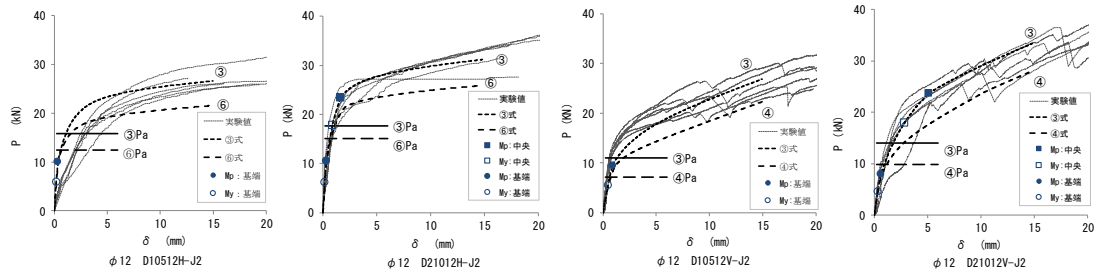 40
30
20
10
0
P (kN)
0 5 10 15 20
δ (mm)
③
⑥
③Pa
⑥Pa
実験値
③式
⑥式
Mp：基端
My：基端
φ12 D10512H-J2
40
30
20
10
0
P (kN)
0 5 10 15 20
δ (mm)
③
⑥
③Pa
⑥Pa
実験値
③式
⑥式
Mp:中央
My:中央
Mp:基端
My:基端
φ12 D21012H-J2
40
30
20
10
0
P (kN)
0 5 10 15 20
δ (mm)
③
④
③Pa
④Pa
実験値
③式
④式
Mp:基端
My:基端
φ12 D10512V-J2
40
30
20
10
0
P (kN)
0 5 10 15 20
δ (mm)
③
④
③Pa
④Pa
実験値
③式
④式
Mp:中央
My:中央
Mp:基端
My:基端
φ12 D21012V-J2